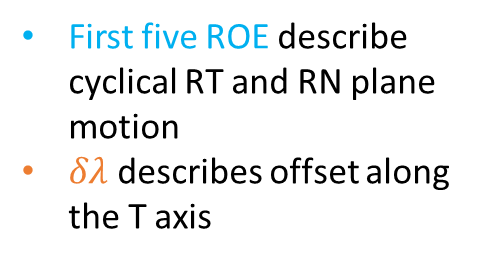 • First five ROE describe
cyclical RT and RN plane
motion
• δλ describes offset along
the T axis